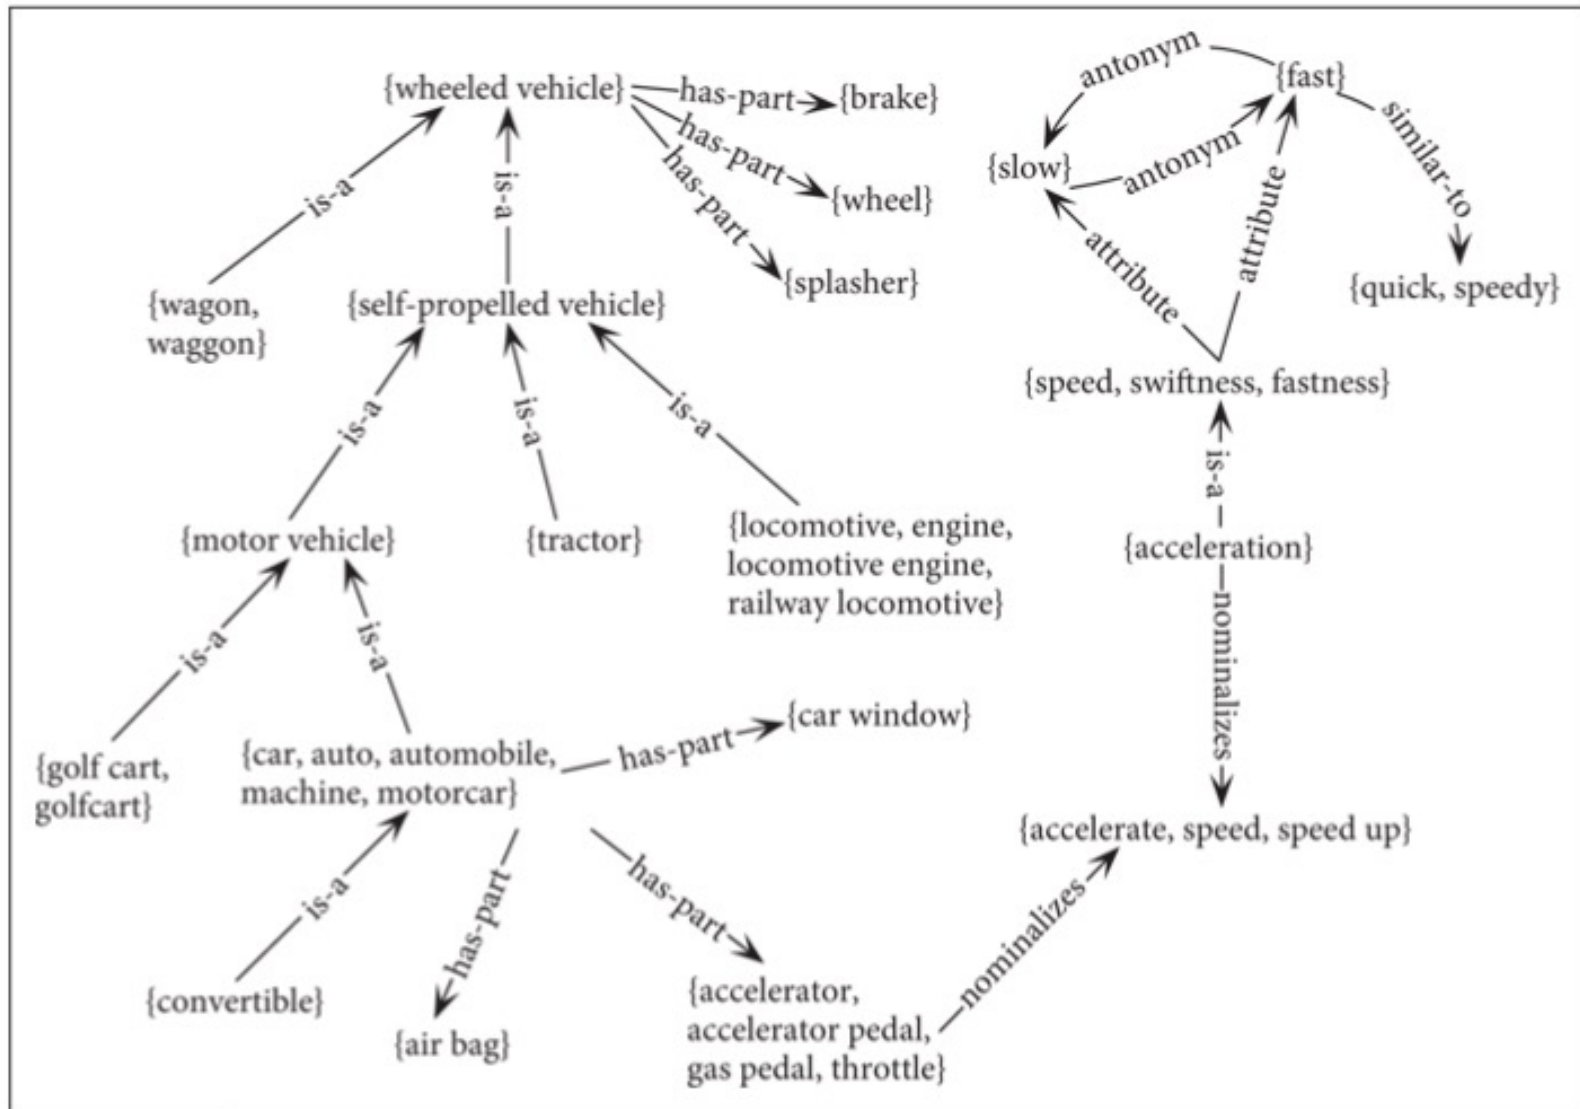 antonym
{fast}
{wheeled vehicle}
has-part
{brake}
similar-to
has-part
antonym
{slow}
is-a
is-a
has-part
{wheel}
attribute
attribute
{splasher}
{quick, speedy}
{wagon,
waggon}
{self-propelled vehicle}
{speed, swiftness, fastness}
is-a
is-a
is-a
is-a
{motor vehicle}
{tractor}
{locomotive, engine,
locomotive engine,
railway locomotive}
{acceleration}
nominalizes
is-a
is-a
{car window}
has-part
{golf cart,
golfcart}
{car, auto, automobile,
machine, motorcar}
{accelerate, speed, speed up}
is-a
has-part
has-part
nominalizes
{convertible}
{air bag}
{accelerator,
accelerator pedal,
gas pedal, throttle}